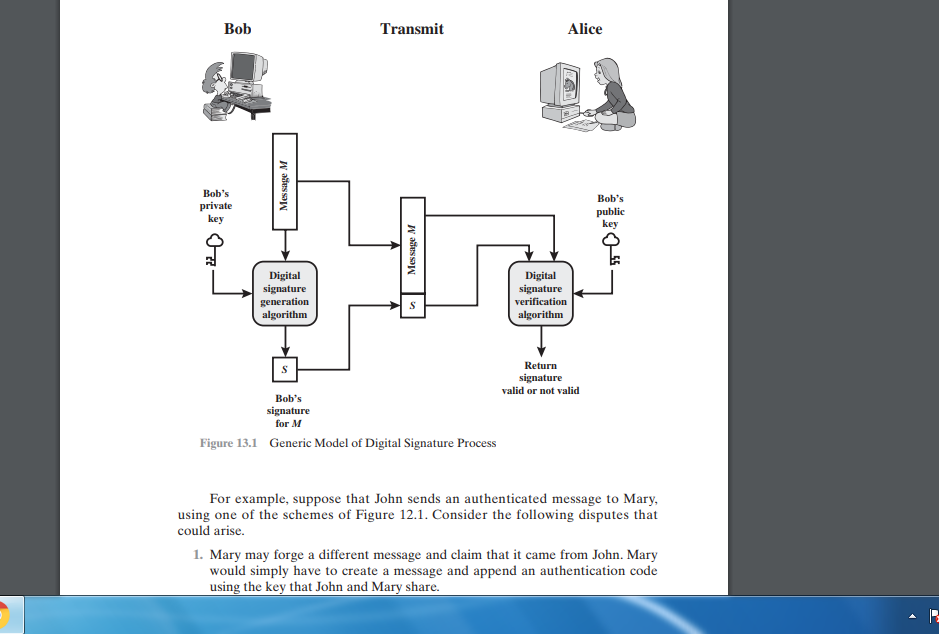 Bob
Transmit
Alice
Message M
Bob's
private
key
Message M
S
Bob's
public
key
Digital
signature
generation
algorithm
Digital
signature
verification
algorithm
S
Return
signature
valid or not valid
Bob's
signature
for M
Figure 13.1 Generic Model of Digital Signature Process
For example, suppose that John sends an authenticated message to Mary,
using one of the schemes of Figure 12.1. Consider the following disputes that
could arise.
1. Mary may forge a different message and claim that it came from John. Mary
would simply have to create a message and append an authentication code
using the key that John and Mary share.